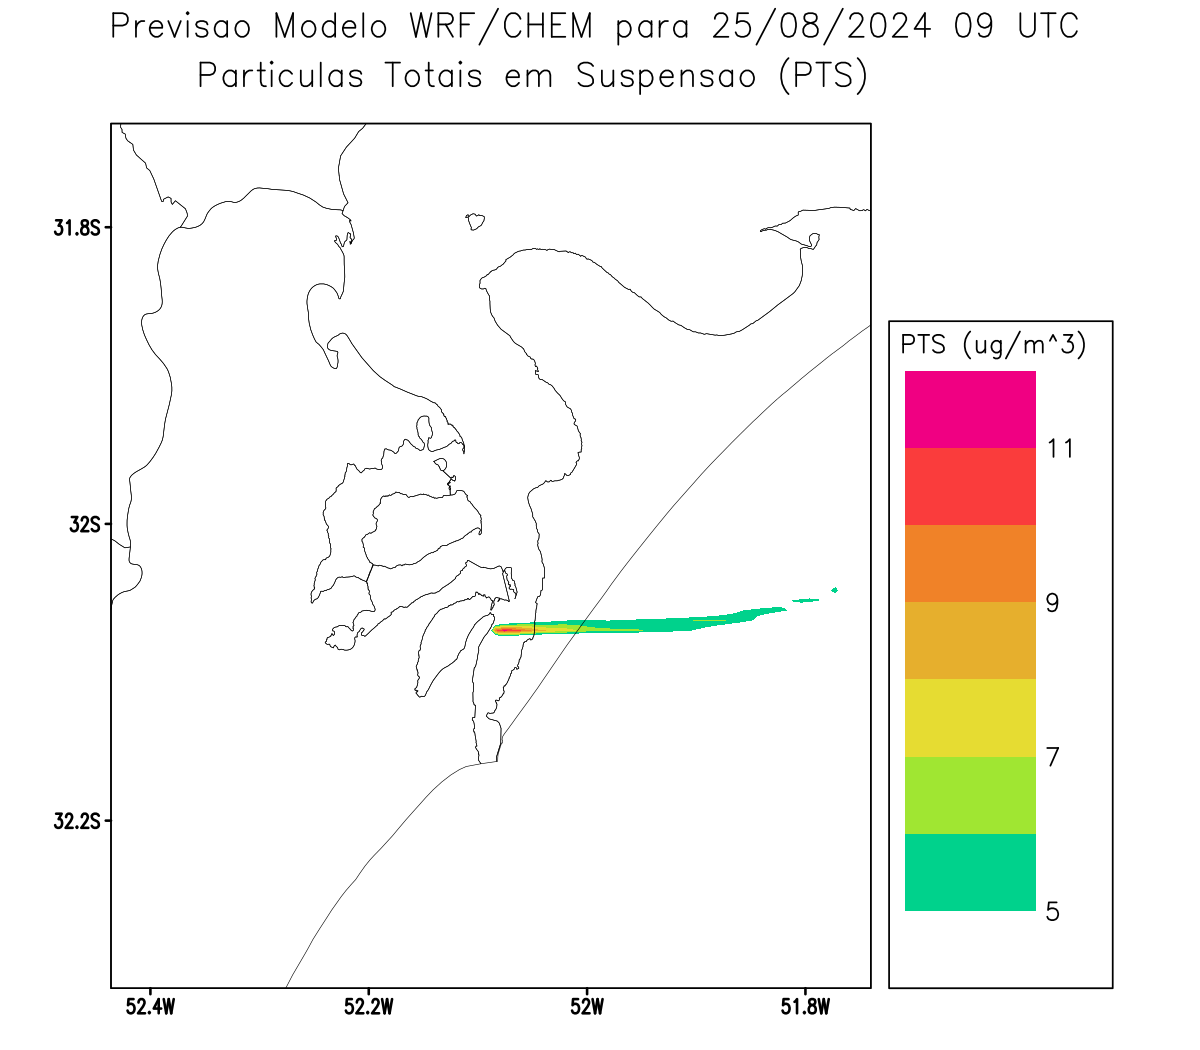 Previsao Modelo WRF/CHEM para 25/08/2024 09 UTC
Particulas Totais em Suspensao (PTS)
31.8S
32S
32.2S
52.4W
52.2W
52W
51.8W
PTS (ug/m^3)
11
9
7
5